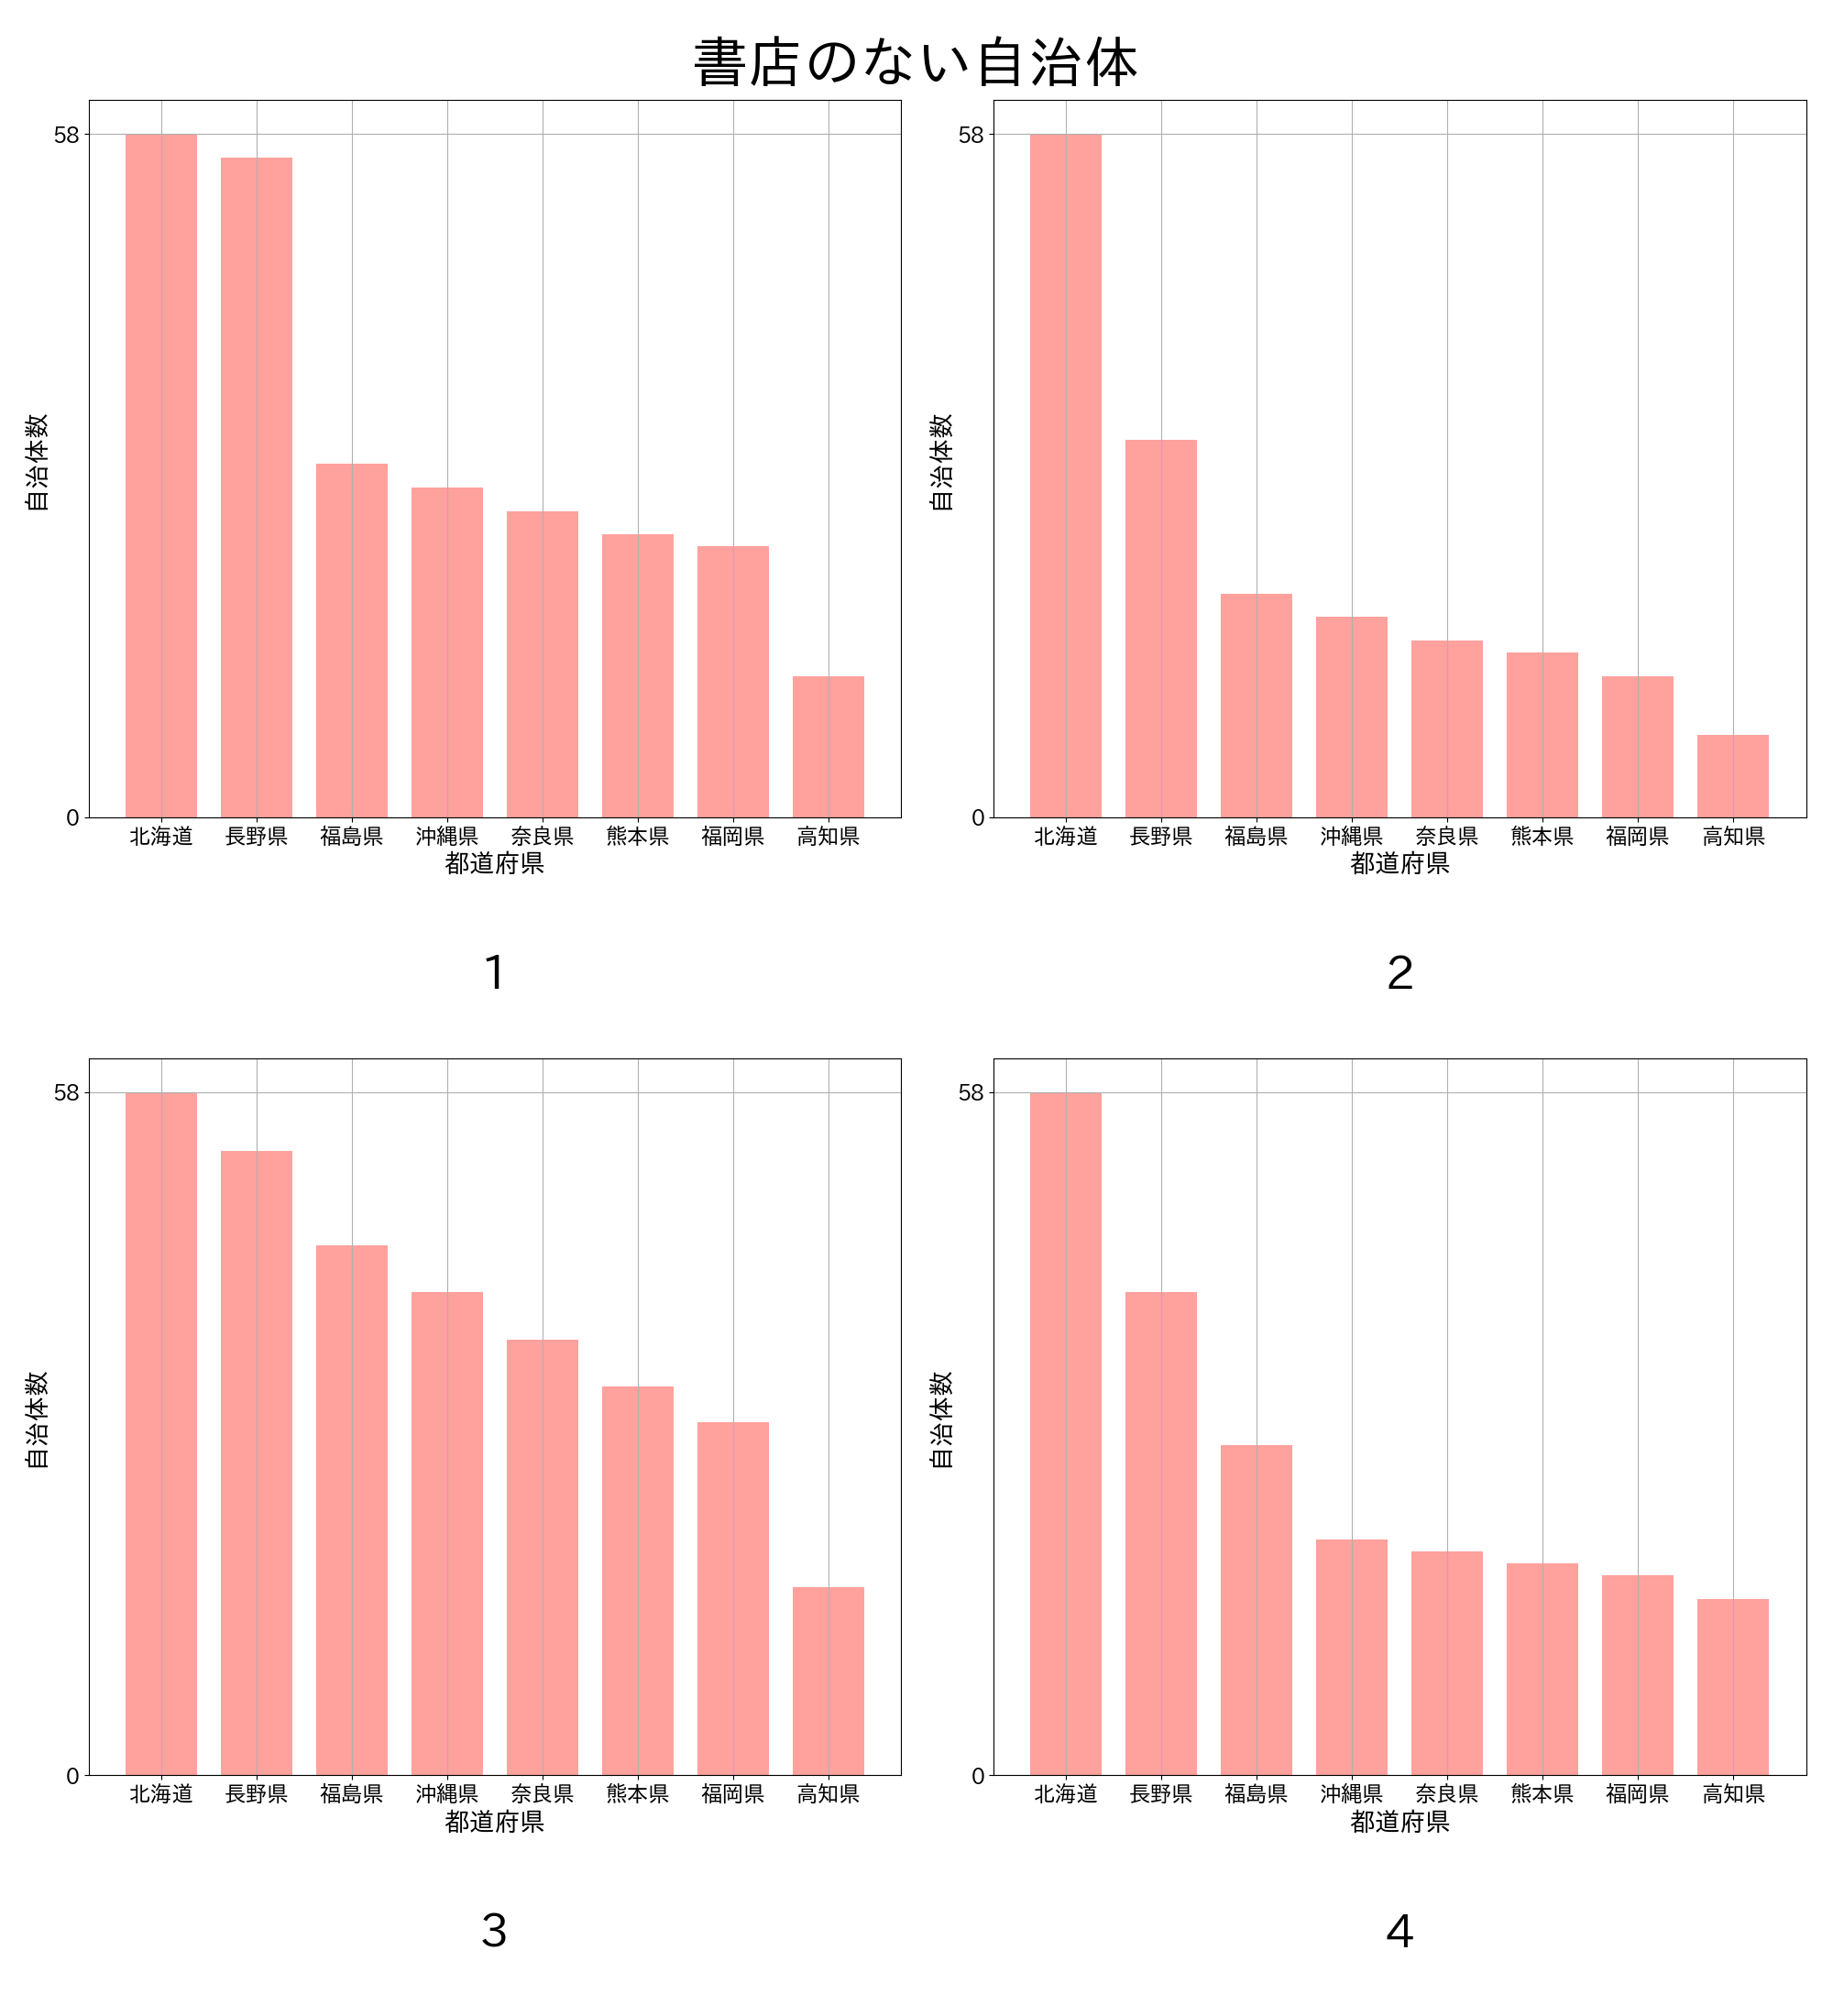 書店のない自治体
58
0
自治体数
北海道 長野県 福島県 沖縄県 奈良県 熊本県 福岡県 高知県
都道府県
1
58
0
自治体数
北海道 長野県 福島県 沖縄県 奈良県 熊本県 福岡県 高知県
都道府県
2
58
0
自治体数
北海道 長野県 福島県 沖縄県 奈良県 熊本県 福岡県 高知県
都道府県
3
58
0
自治体数
北海道 長野県 福島県 沖縄県 奈良県 熊本県 福岡県 高知県
都道府県
4